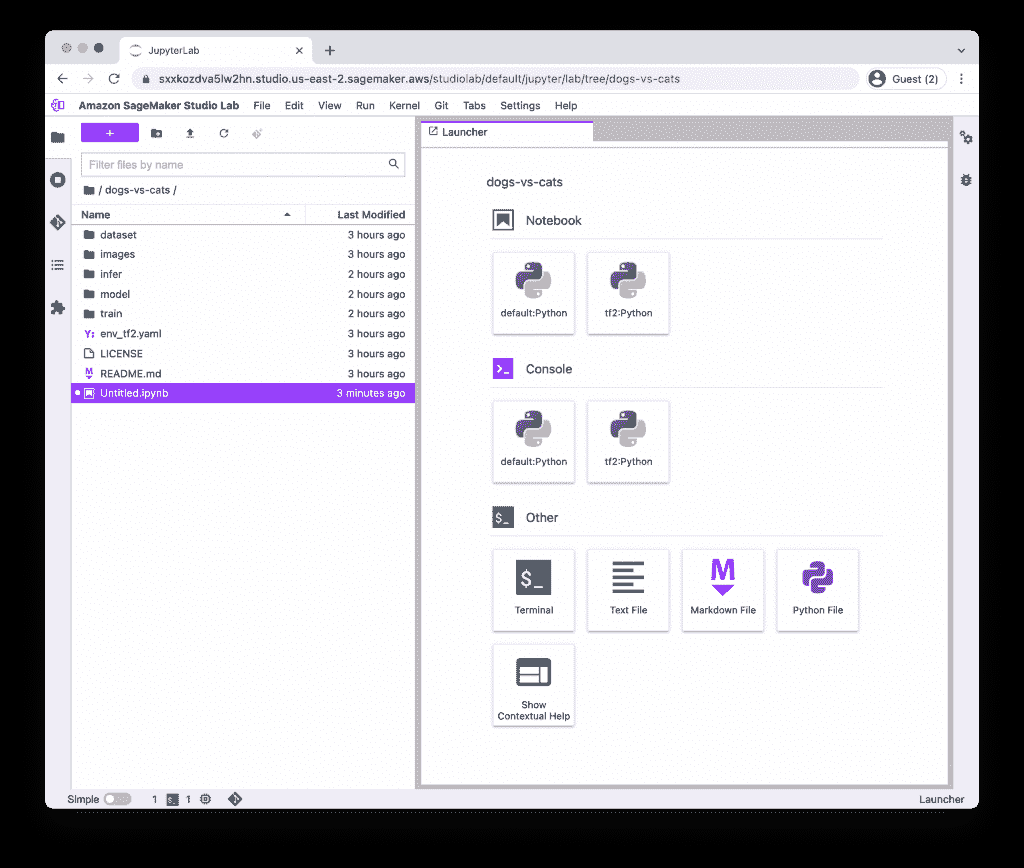 JupyterLab
sxxkozdva5lw2hn.studio.us-east-2.sagemaker.aws/studiolab/default/jupyter/lab/tree/dogs-vs-cats
Guest (2)
Amazon SageMaker Studio Lab File Edit View Run Kernel Git Tabs Settings Help
+
Filter files by name
/ dogs-vs-cats /
Name Last Modified
dataset 3 hours ago
images 3 hours ago
infer 2 hours ago
model 2 hours ago
train 2 hours ago
Y: env_tf2.yaml 3 hours ago
LICENSE 3 hours ago
M README.md 3 hours ago
Untitled.ipynb 3 minutes ago
Launcher
dogs-vs-cats
Notebook
default:Python tf2:Python
Console
default:Python tf2:Python
$_ Other
$_ M
Terminal Text File Markdown File Python File
Show
Contextual Help
Simple 1 $_ 1 Launcher